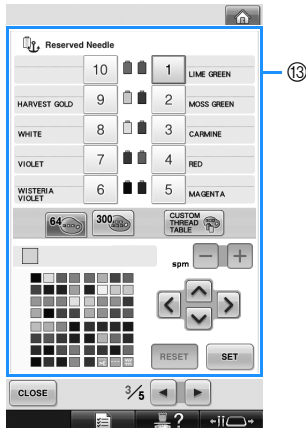 Reserved Needle
10 1 LIME GREEN
HARVEST GOLD 9 2 MOSS GREEN
WHITE 8 3 CARMINE
VIOLET 7 4 RED
WISTERIA VIOLET 6 5 MAGENTA
64 300 CUSTOM THREAD TABLE
spm − +
RESET SET
CLOSE 3/5
?
⑬